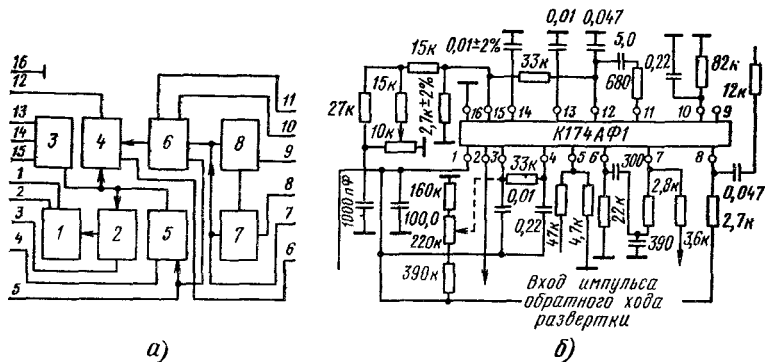 16
12
13
14
15
1
2
3
4
5
3
4
6
8
1
2
5
7
11
10
9
8
7
6
а)
15к
15к
27к
10к
2,7к±2%
0,01±2%
33к
0,01
0,047
5,0
680
0,22
82к
12к
16
15
14
13
12
11
10
9
К174АФ1
1
2
3
4
5
6
7
8
1000пФ
100,0
160к
220к
390к
33к
0,01
0,22
47к
4,7к
22к
300
390
2,8к
3,6к
0,047
2,7к
Вход импульса
обратного хода
развертки
б)